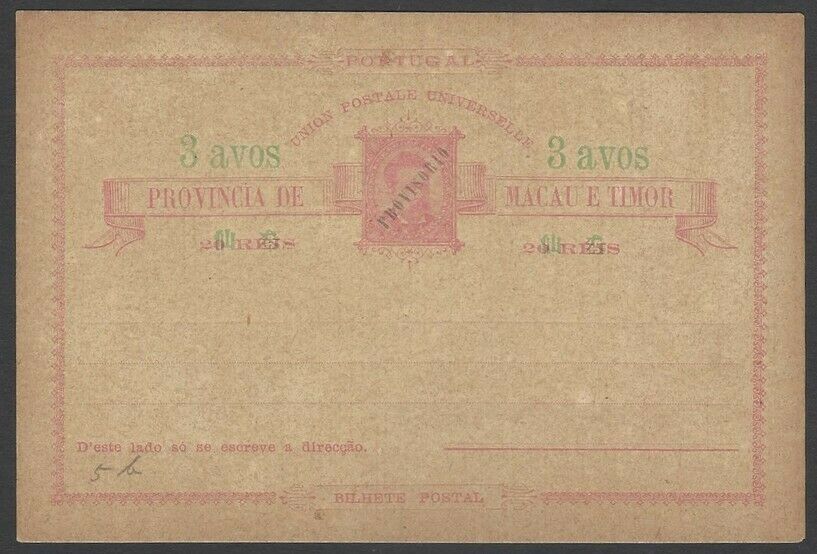 PORTUGAL
UNION POSTALE UNIVERSELLE
3 avos 3 avos
PROVINCIA DE MACAU E TIMOR
PROVISORIO
20 REIS 20 REIS
D'este lado só se escreve a direcção.
5 b
BILHETE POSTAL